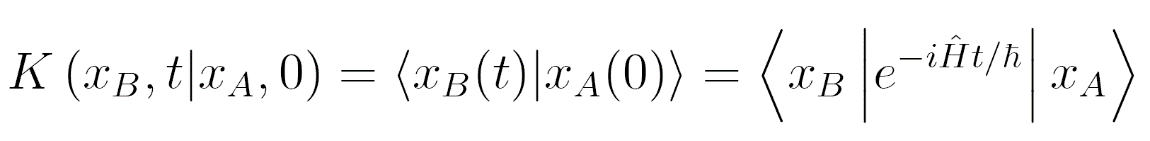 K (x_B, t|x_A, 0) = ⟨x_B(t)|x_A(0)⟩ = ⟨x_B |e^{-iĤt/ħ}| x_A⟩